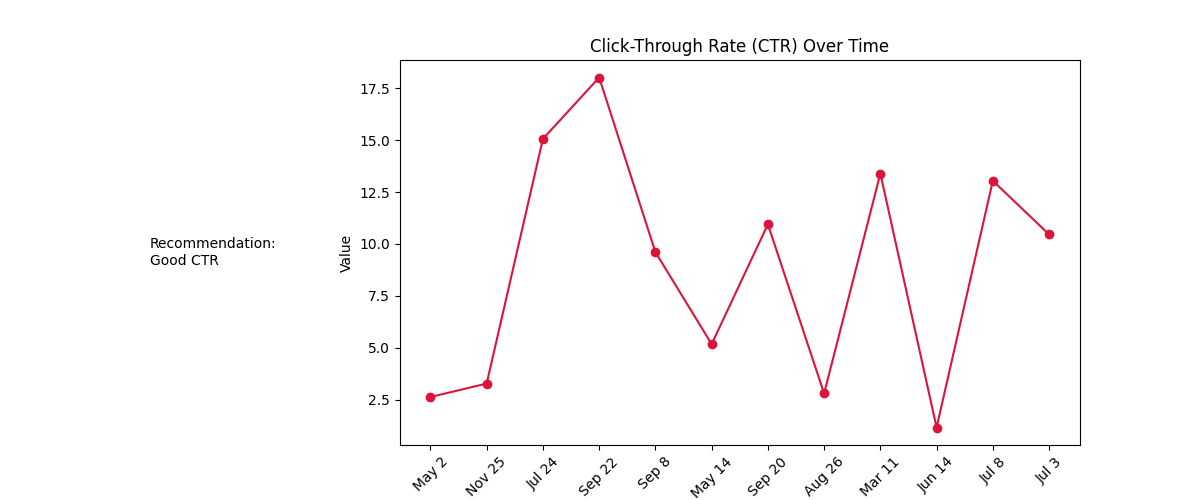 Click-Through Rate (CTR) Over Time
Recommendation:
Good CTR
Value
17.5
15.0
12.5
10.0
7.5
5.0
2.5
May 2
Nov 25
Jul 24
Sep 22
Sep 8
May 14
Sep 20
Aug 26
Mar 11
Jun 14
Jul 8
Jul 3